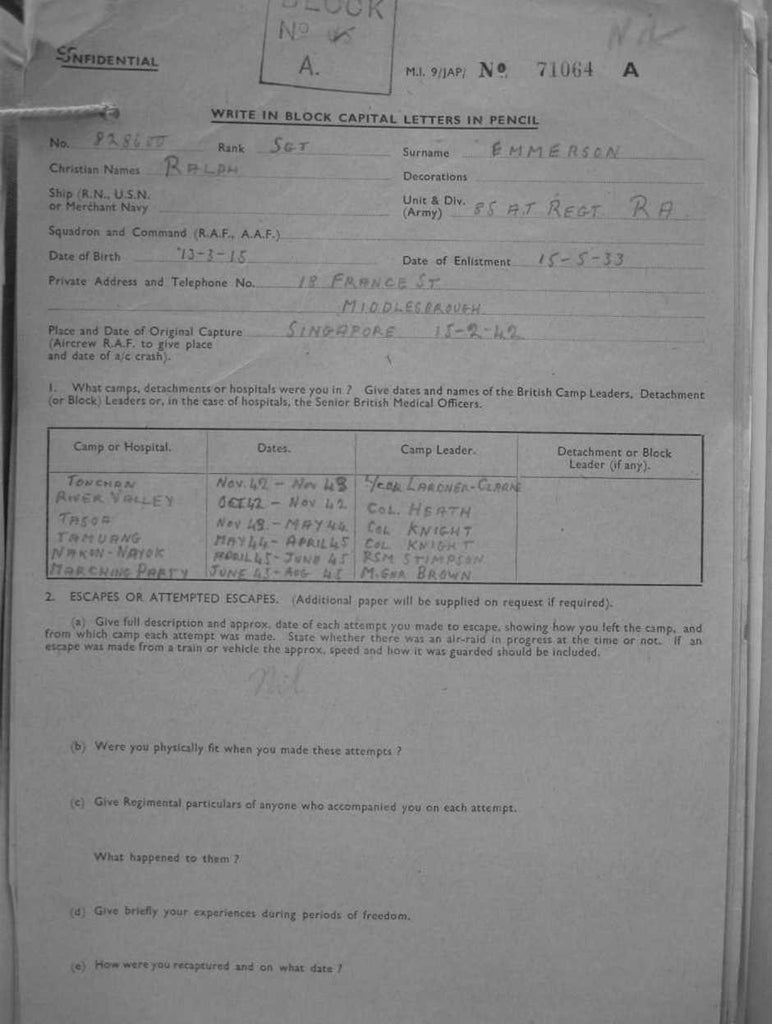 BLOCK
No
A.
Nil
CONFIDENTIAL
M.I. 9/JAP/ No. 71064 A
WRITE IN BLOCK CAPITAL LETTERS IN PENCIL
No. 828600 Rank SGT Surname EMMERSON
Christian Names RALPH Decorations
Ship (R.N., U.S.N. or Merchant Navy
Unit & Div. (Army) 85 A.T REGT. RA.
Squadron and Command (R.A.F., A.A.F.)
Date of Birth 13-3-15 Date of Enlistment 15-5-33
Private Address and Telephone No. 18 FRANCE ST
MIDDLESBROUGH
Place and Date of Original Capture SINGAPORE 15-2-42
(Aircrew R.A.F. to give place
and date of a/c crash).
1. What camps, detachments or hospitals were you in ? Give dates and names of the British Camp Leaders, Detachment
(or Block) Leaders or, in the case of hospitals, the Senior British Medical Officers.
Camp or Hospital. Dates. Camp Leader. Detachment or Block
Leader (if any).
TONCHAN NOV. 42 - NOV 43 LARDNER-CLARKE
RIVER VALLEY OCT 42 - NOV 42 COL. HEATH
NOV 43. - MAY 44 COL KNIGHT
TAMUANG MAY 44 - APRIL 45 COL KNIGHT
NAKON-NAYOK APRIL 45 - JUNE 45 RSM STIMPSON
MARCHING PARTY JUNE 45 - AUG 45 M.GNR BROWN
2. ESCAPES OR ATTEMPTED ESCAPES. (Additional paper will be supplied on request if required).
(a) Give full description and approx. date of each attempt you made to escape, showing how you left the camp, and
from which camp each attempt was made. State whether there was an air-raid in progress at the time or not. If an
escape was made from a train or vehicle the approx. speed and how it was guarded should be included.
Nil
(b) Were you physically fit when you made these attempts ?
(c) Give Regimental particulars of anyone who accompanied you on each attempt.
What happened to them ?
(d) Give briefly your experiences during periods of freedom.
(e) How were you recaptured and on what date ?